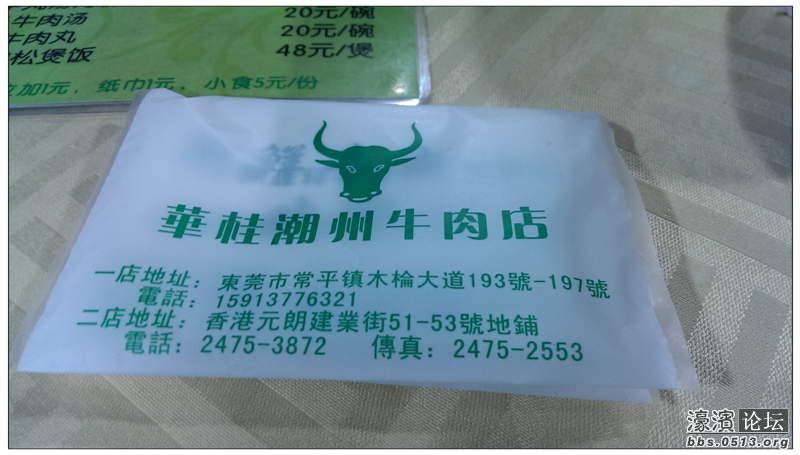 牛肉汤 20元/碗
牛肉丸 20元/碗
松煲饭 48元/煲
加1元，纸巾1元，小食5元/份
華桂潮州牛肉店
一店地址：東莞市常平镇木棆大道193號-197號
電話：15913776321
二店地址：香港元朗建業街51-53號地鋪
電話：2475-3872 傳真：2475-2553
濠滨论坛
bbs.0513.org